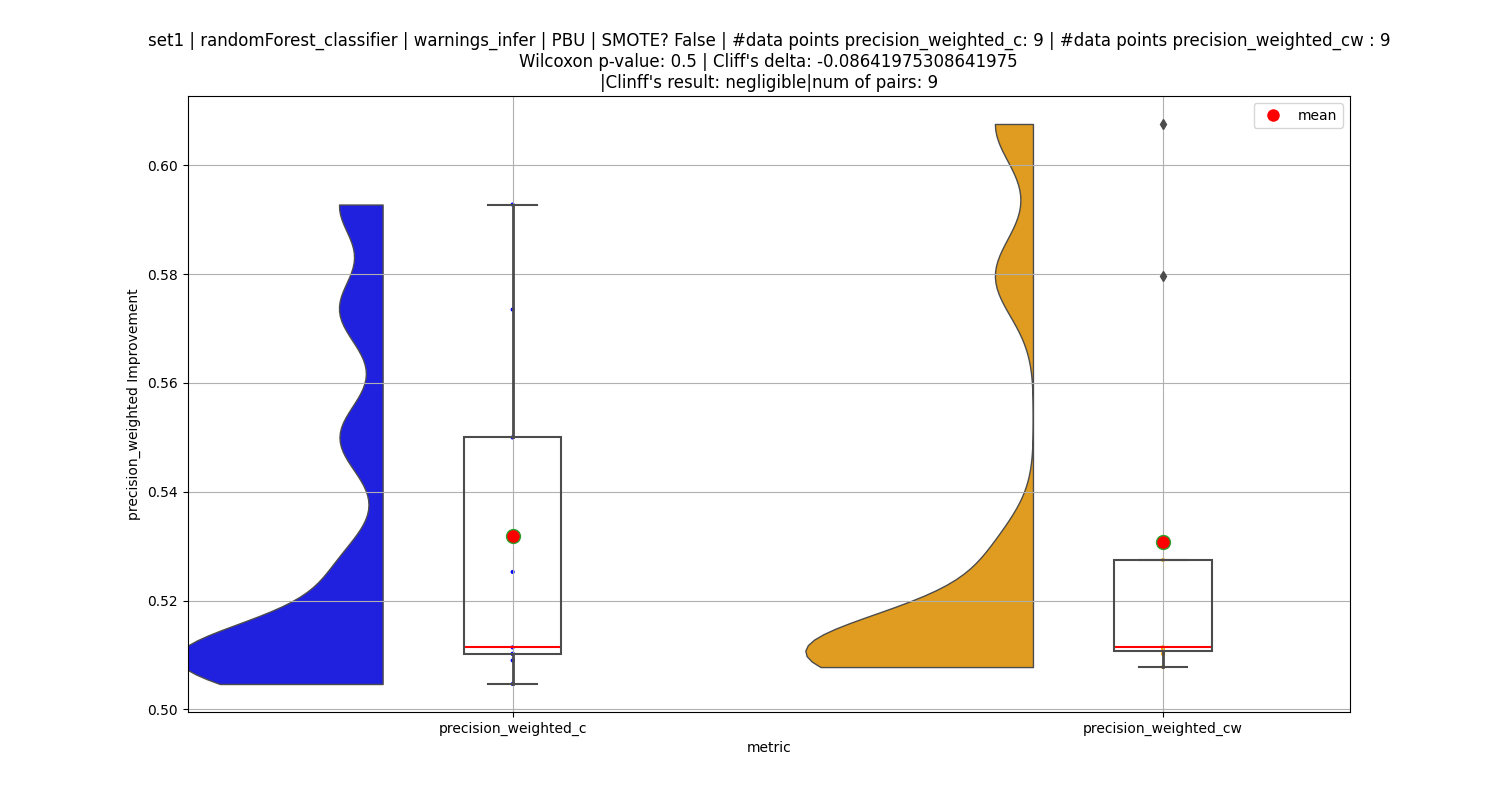 set1 | randomForest_classifier | warnings_infer | PBU | SMOTE? False | #data points precision_weighted_c: 9 | #data points precision_weighted_cw : 9
Wilcoxon p-value: 0.5 | Cliff's delta: -0.08641975308641975
|Clinff's result: negligible|num of pairs: 9
mean
0.60
0.58
0.56
0.54
0.52
0.50
precision_weighted Improvement
precision_weighted_c
precision_weighted_cw
metric